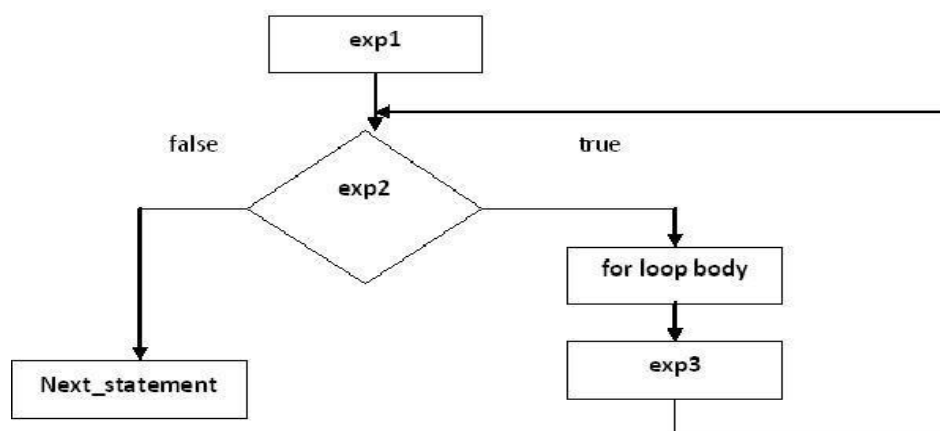 exp1
false
true
exp2
for loop body
exp3
Next_statement